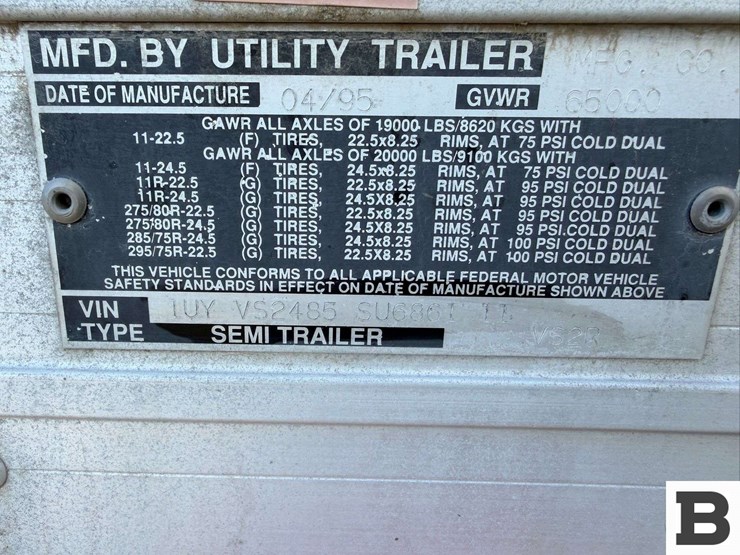 MFD. BY UTILITY TRAILER MFG. CO.
DATE OF MANUFACTURE 04/95 GVWR 65000
GAWR ALL AXLES OF 19000 LBS/8620 KGS WITH
11-22.5 (F) TIRES, 22.5x8.25 RIMS, AT 75 PSI COLD DUAL
GAWR ALL AXLES OF 20000 LBS/9100 KGS WITH
11-24.5 (F) TIRES, 24.5x8.25 RIMS, AT 75 PSI COLD DUAL
11R-22.5 (G) TIRES, 22.5X8.25 RIMS, AT 95 PSI COLD DUAL
11R-24.5 (G) TIRES, 24.5X8.25 RIMS, AT 95 PSI COLD DUAL
275/80R-22.5 (G) TIRES, 22.5X8.25 RIMS, AT 95 PSI COLD DUAL
275/80R-24.5 (G) TIRES, 24.5X8.25 RIMS, AT 95 PSI.COLD DUAL
285/75R-24.5 (G) TIRES, 24.5X8.25 RIMS, AT 100 PSI COLD DUAL
295/75R-22.5 (G) TIRES, 22.5X8.25 RIMS, AT 100 PSI COLD DUAL
THIS VEHICLE CONFORMS TO ALL APPLICABLE FEDERAL MOTOR VEHICLE
SAFETY STANDARDS IN EFFECT ON DATE OF MANUFACTURE SHOWN ABOVE
VIN 1UY VS2485
TYPE SEMI TRAILER
B